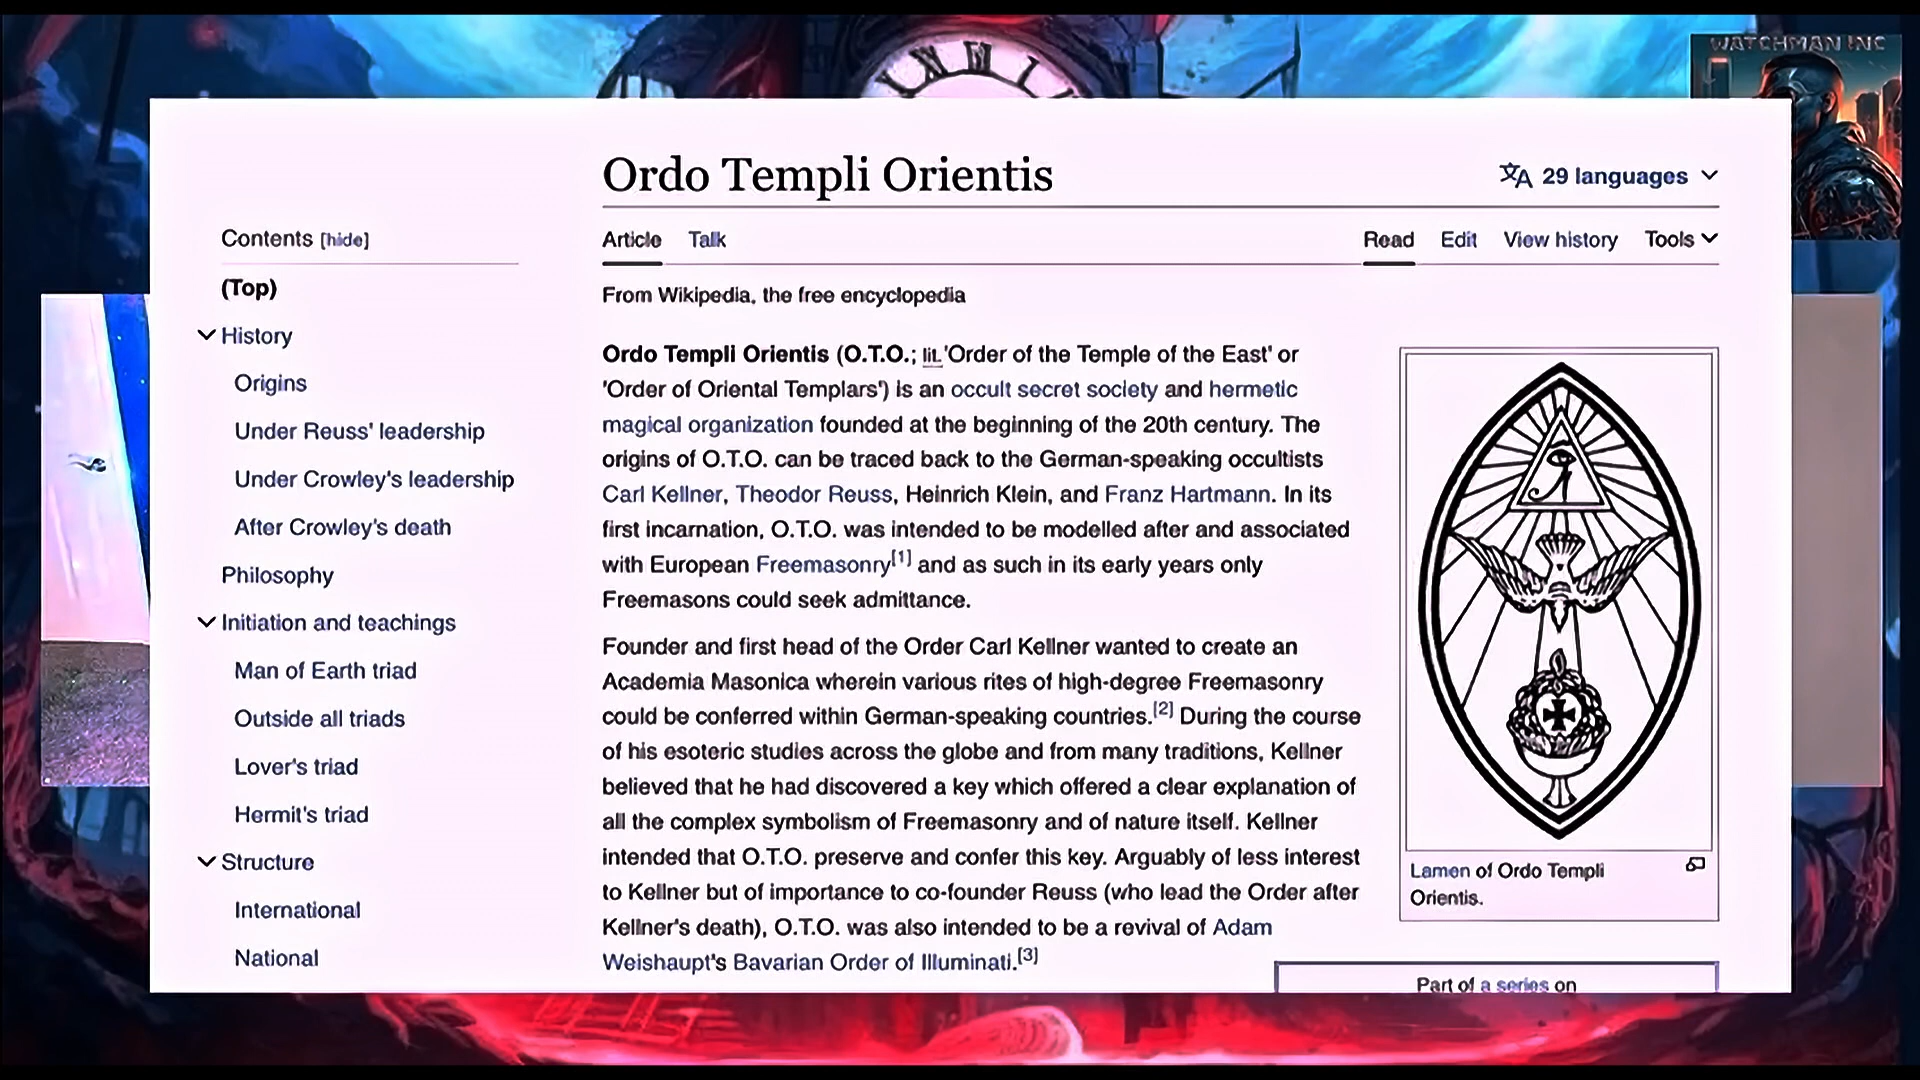 WATCHMAN INC
Ordo Templi Orientis
29 languages
Contents [hide]
Article Talk
Read Edit View history Tools
(Top)
From Wikipedia, the free encyclopedia
History
Ordo Templi Orientis (O.T.O.; lit. 'Order of the Temple of the East' or
'Order of Oriental Templars') is an occult secret society and hermetic
magical organization founded at the beginning of the 20th century. The
origins of O.T.O. can be traced back to the German-speaking occultists
Carl Kellner, Theodor Reuss, Heinrich Klein, and Franz Hartmann. In its
first incarnation, O.T.O. was intended to be modelled after and associated
with European Freemasonry[1] and as such in its early years only
Freemasons could seek admittance.
Origins
Under Reuss' leadership
Under Crowley's leadership
After Crowley's death
Philosophy
Initiation and teachings
Man of Earth triad
Outside all triads
Lover's triad
Hermit's triad
Structure
International
National
Founder and first head of the Order Carl Kellner wanted to create an
Academia Masonica wherein various rites of high-degree Freemasonry
could be conferred within German-speaking countries.[2] During the course
of his esoteric studies across the globe and from many traditions, Kellner
believed that he had discovered a key which offered a clear explanation of
all the complex symbolism of Freemasonry and of nature itself. Kellner
intended that O.T.O. preserve and confer this key. Arguably of less interest
to Kellner but of importance to co-founder Reuss (who lead the Order after
Kellner's death), O.T.O. was also intended to be a revival of Adam
Weishaupt's Bavarian Order of Illuminati.[3]
Lamen of Ordo Templi
Orientis.
Part of a series on